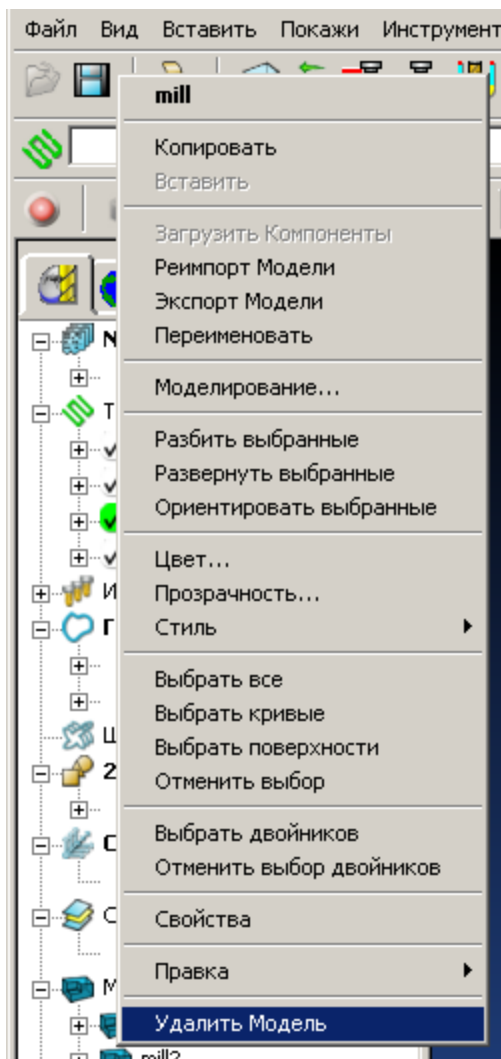 Файл Вид Вставить Покажи Инструмент
mill
Копировать
Вставить
Загрузить Компоненты
Реимпорт Модели
Экспорт Модели
Переименовать
Моделирование...
Разбить выбранные
Развернуть выбранные
Ориентировать выбранные
Цвет...
Прозрачность...
Стиль
Выбрать все
Выбрать кривые
Выбрать поверхности
Отменить выбор
Выбрать двойников
Отменить выбор двойников
Свойства
Правка
Удалить Модель
mill2